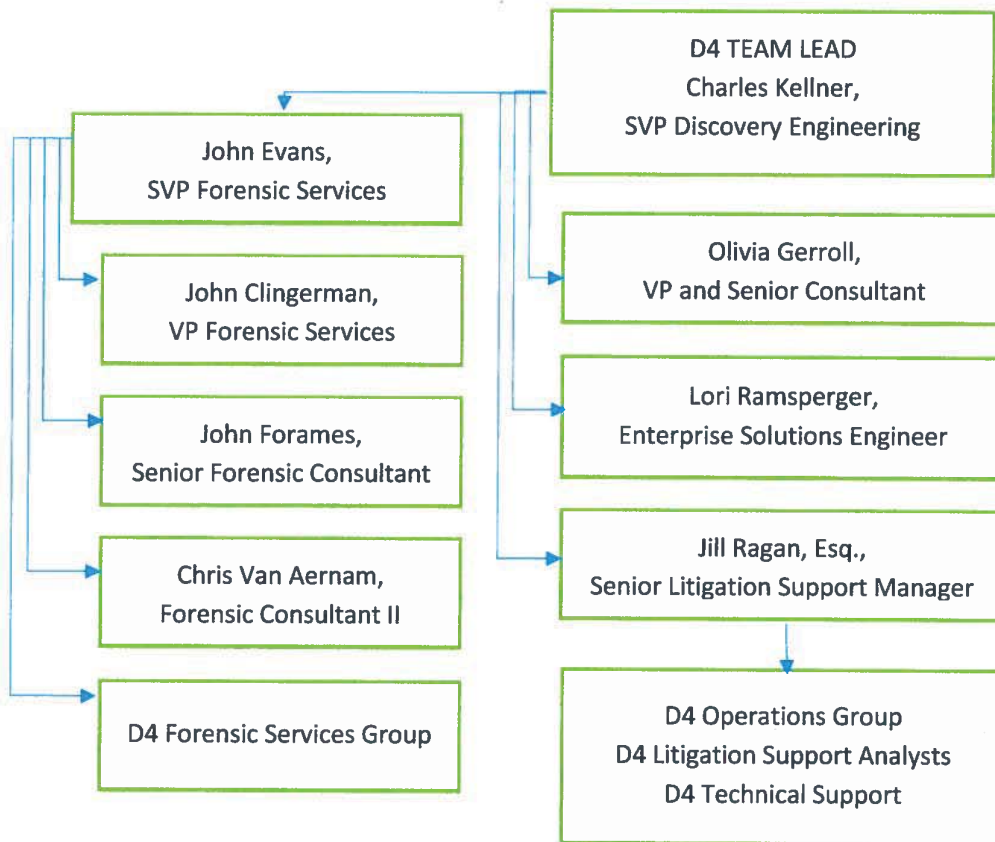 D4 TEAM LEAD
Charles Kellner,
SVP Discovery Engineering
John Evans,
SVP Forensic Services
John Clingerman,
VP Forensic Services
John Forames,
Senior Forensic Consultant
Chris Van Aernam,
Forensic Consultant II
D4 Forensic Services Group
Olivia Gerroll,
VP and Senior Consultant
Lori Ramsperger,
Enterprise Solutions Engineer
Jill Ragan, Esq.,
Senior Litigation Support Manager
D4 Operations Group
D4 Litigation Support Analysts
D4 Technical Support